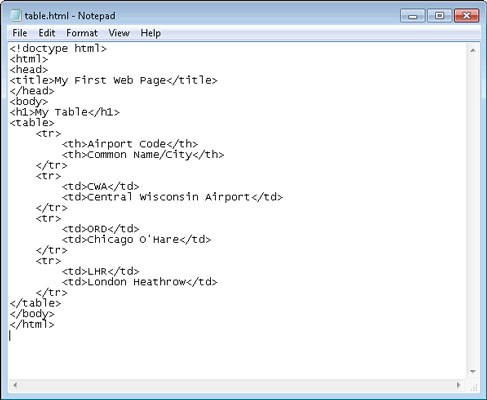 table.html - Notepad
File Edit Format View Help
<!doctype html>
<html>
<head>
<title>My First Web Page</title>
</head>
<body>
<h1>My Table</h1>
<table>
    <tr>
        <th>Airport Code</th>
        <th>Common Name/City</th>
    </tr>
    <tr>
        <td>CWA</td>
        <td>Central Wisconsin Airport</td>
    </tr>
    <tr>
        <td>ORD</td>
        <td>Chicago O'Hare</td>
    </tr>
    <tr>
        <td>LHR</td>
        <td>London Heathrow</td>
    </tr>
</table>
</body>
</html>